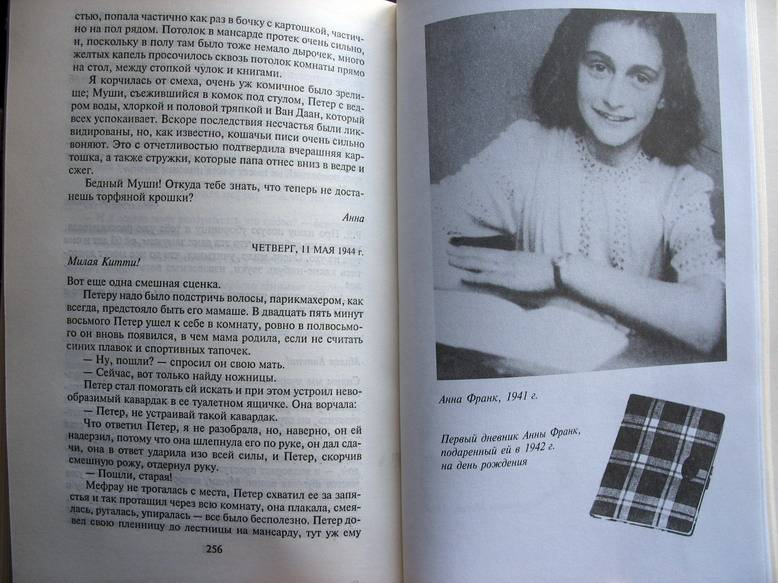 стью, попала частично как раз в бочку с картошкой, частич-
но на пол рядом. Потолок в мансарде протек очень сильно,
ни, поскольку в полу там было тоже немало дырочек, много
желтых капель просочилось сквозь потолок комнаты прямо
на стол, между стопкой чулок и книгами.
Я корчилась от смеха, очень уж комичное было зрели-
ще; Муши, съежившийся в комок под стулом, Петер с вед-
ром воды, хлоркой и половой тряпкой и Ван Даан, который
всех успокаивает. Вскоре последствия несчастья были лик-
видированы, но, как известно, кошачьи писи очень сильно
воняют. Это с отчетливостью подтвердила вчерашняя кар-
тошка, а также стружки, которые папа отнес вниз в ведре и
сжег.
Бедный Муши! Откуда тебе знать, что теперь не доста-
нешь торфяной крошки?
Анна
ЧЕТВЕРГ, 11 МАЯ 1944 г.
Милая Китти!
Вот еще одна смешная сценка.
Петеру надо было подстричь волосы, парикмахером, как
всегда, предстояло быть его мамаше. В двадцать пять минут
восьмого Петер ушел к себе в комнату, ровно в полвосьмо-
го он вновь появился, в чем мама родила, если не считать
синих плавок и спортивных тапочек.
— Ну, пошли? — спросил он свою мать.
— Сейчас, вот только найду ножницы.
Петер стал помогать ей искать и при этом устроил нево-
образимый кавардак в ее туалетном ящичке. Она ворчала:
— Петер, не устраивай такой кавардак.
Что ответил Петер, я не разобрала, но, наверно, он ей
надерзил, потому что она шлепнула его по руке, он дал сда-
чи, она в ответ ударила изо всей силы, и Петер, скорчив
смешную рожу, отдернул руку.
— Пошли, старая!
Мефрау не трогалась с места, Петер схватил ее за запя-
стья и так протащил через всю комнату, она плакала, смея-
лась, ругалась, упиралась — все было бесполезно. Петер до-
вел свою пленницу до лестницы на мансарду, тут уж ему
256
Анна Франк, 1941 г.
Первый дневник Анны Франк,
подаренный ей в 1942 г.
на день рождения